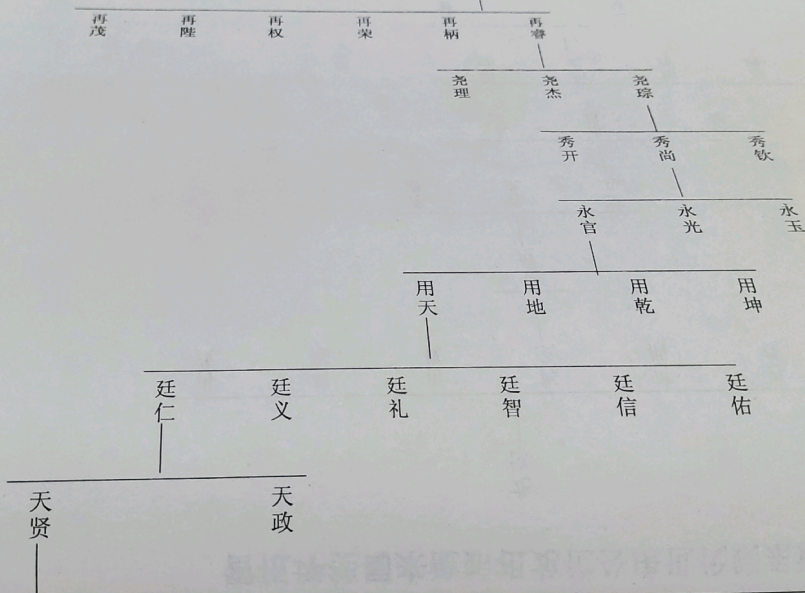 再茂 再陛 再权 再荣 再柄 再睿
尧理 尧杰 尧琮
秀开 秀尚 秀钦
永官 永光 永玉
用天 用地 用乾 用坤
廷仁 廷义 廷礼 廷智 廷信 廷佑
天贤 天政